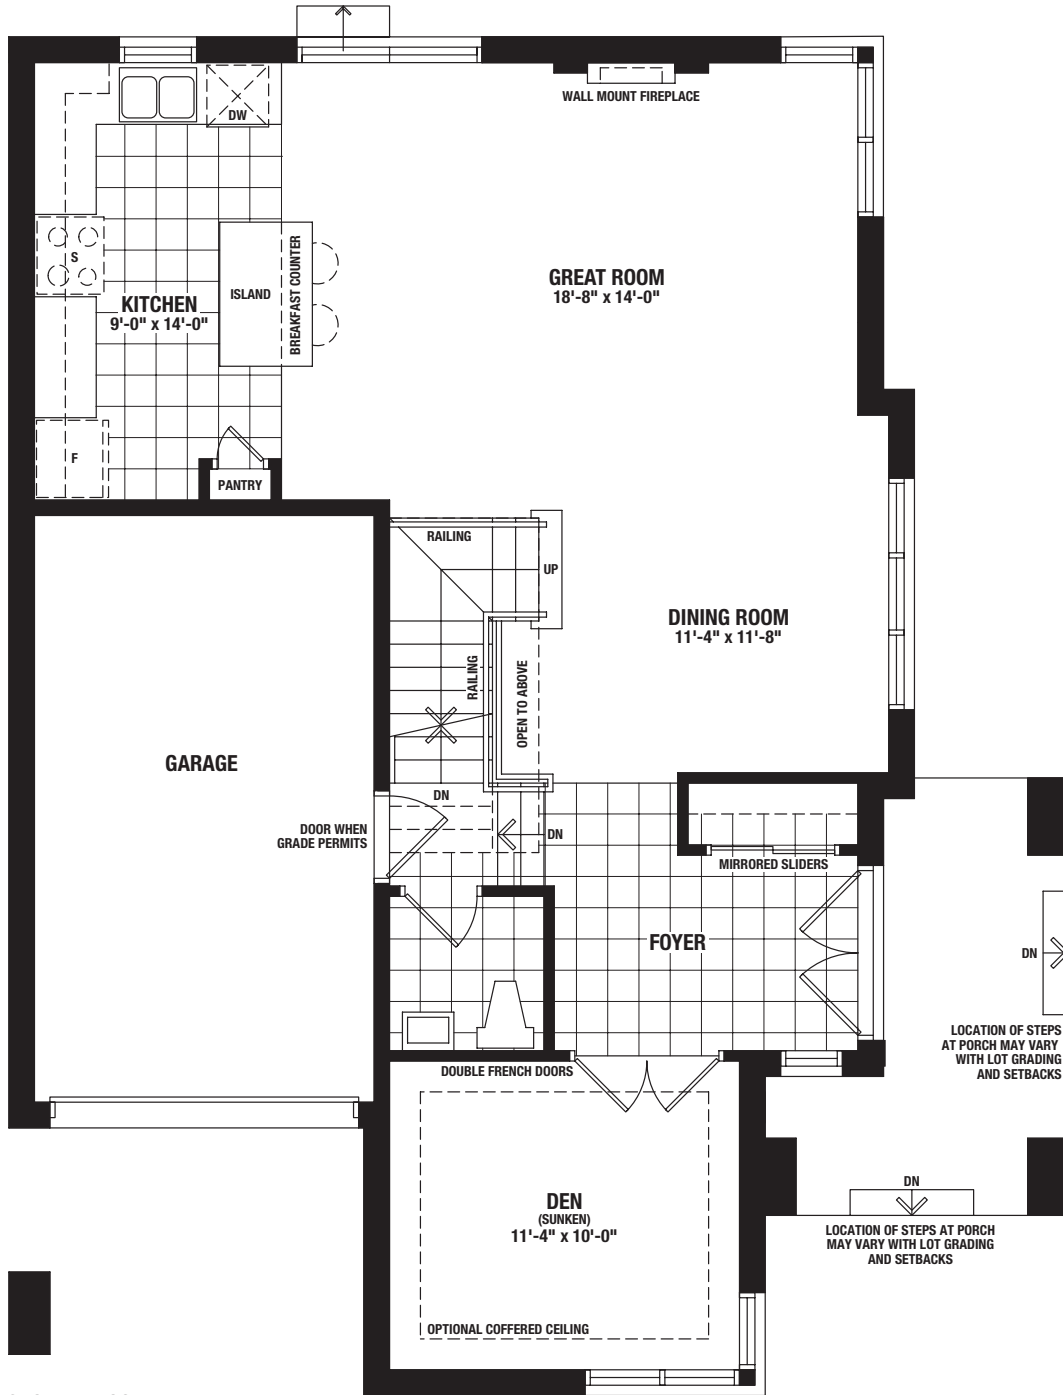 WALL MOUNT FIREPLACE
DW
S
KITCHEN
9'-0" x 14'-0"
ISLAND
BREAKFAST COUNTER
GREAT ROOM
18'-8" x 14'-0"
F
PANTRY
RAILING
UP
DINING ROOM
11'-4" x 11'-8"
RAILING
OPEN TO ABOVE
GARAGE
DN
DOOR WHEN
GRADE PERMITS
DN
MIRRORED SLIDERS
FOYER
DN
LOCATION OF STEPS
AT PORCH MAY VARY
WITH LOT GRADING
AND SETBACKS
DOUBLE FRENCH DOORS
DEN
(SUNKEN)
11'-4" x 10'-0"
OPTIONAL COFFERED CEILING
DN
LOCATION OF STEPS AT PORCH
MAY VARY WITH LOT GRADING
AND SETBACKS